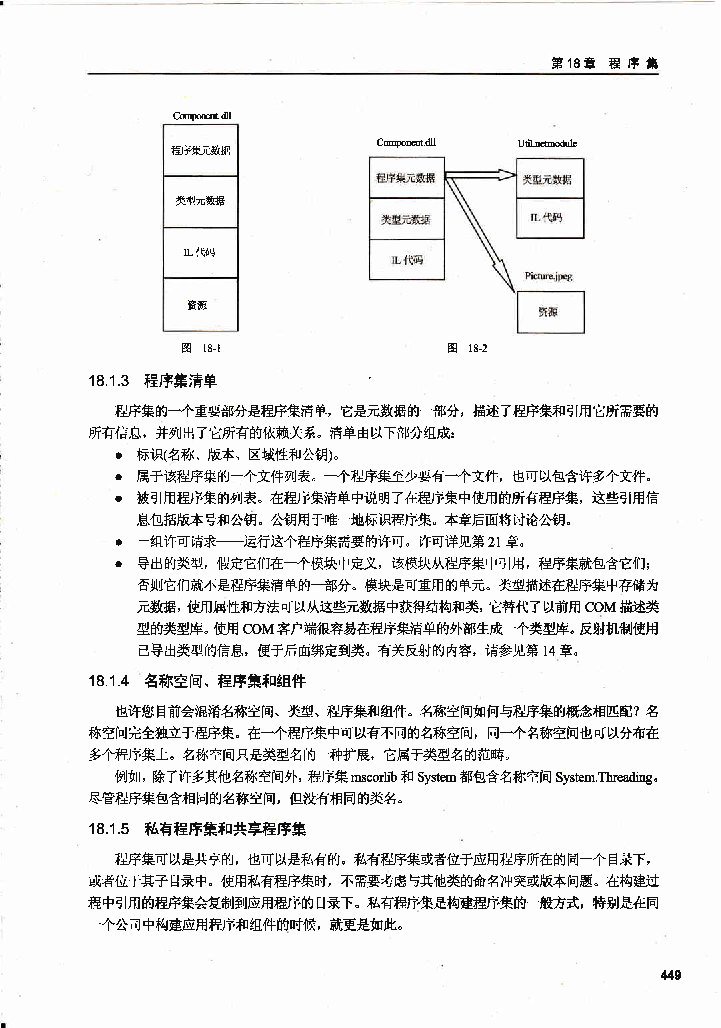 第18章 程 序 集
Component.dll
程序集元数据
类型元数据
IL 代码
资源
图 18-1
Component.dll
程序集元数据
类型元数据
IL 代码
Util.netmodule
类型元数据
IL 代码
Picture.jpeg
资源
图 18-2
18.1.3 程序集清单
程序集的一个重要部分是程序集清单，它是元数据的一部分，描述了程序集和引用它所需要的
所有信息，并列出了它所有的依赖关系。清单由以下部分组成：
● 标识(名称、版本、区域性和公钥)。
● 属于该程序集的一个文件列表。一个程序集至少要有一个文件，也可以包含许多个文件。
● 被引用程序集的列表。在程序集清单中说明了在程序集中使用的所有程序集，这些引用信
息包括版本号和公钥。公钥用于唯一地标识程序集。本章后面将讨论公钥。
● 一组许可请求——运行这个程序集需要的许可。许可详见第 21 章。
● 导出的类型，假定它们在一个模块中定义，该模块从程序集中引用，程序集就包含它们；
否则它们就不是程序集清单的一部分。模块是可重用的单元。类型描述在程序集中存储为
元数据，使用属性和方法可以从这些元数据中获得结构和类，它替代了以前用 COM 描述类
型的类型库。使用 COM 客户端很容易在程序集清单的外部生成一个类型库。反射机制使用
已导出类型的信息，便于后面绑定到类。有关反射的内容，请参见第 14 章。
18.1.4 名称空间、程序集和组件
也许您目前会混淆名称空间、类型、程序集和组件。名称空间如何与程序集的概念相匹配？名
称空间完全独立于程序集。在一个程序集中可以有不同的名称空间，同一个名称空间也可以分布在
多个程序集上。名称空间只是类型名的一种扩展，它属于类型名的范畴。
例如，除了许多其他名称空间外，程序集 mscorlib 和 System 都包含名称空间 System.Threading。
尽管程序集包含相同的名称空间，但没有相同的类名。
18.1.5 私有程序集和共享程序集
程序集可以是共享的，也可以是私有的。私有程序集或者位于应用程序所在的同一个目录下，
或者位于其子目录中。使用私有程序集时，不需要考虑与其他类的命名冲突或版本问题。在构建过
程中引用的程序集会复制到应用程序的目录下。私有程序集是构建程序集的一般方式，特别是在同
一个公司中构建应用程序和组件的时候，就更是如此。
449